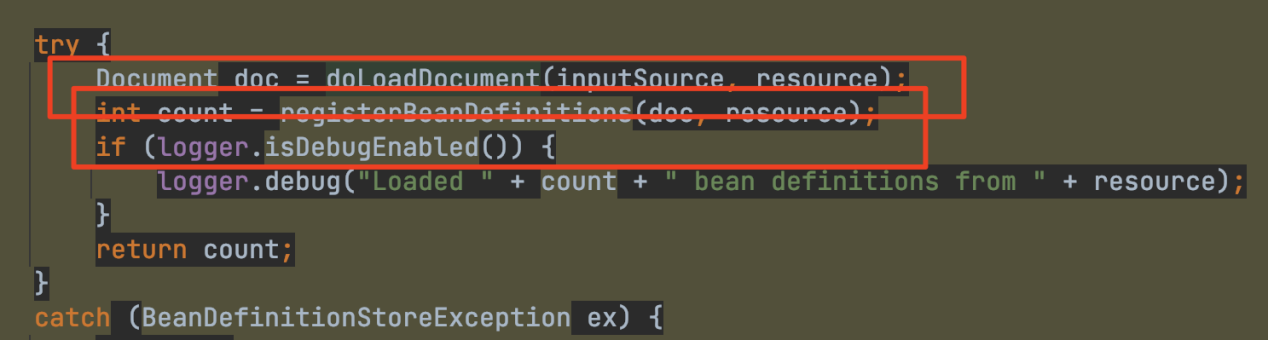 try {
Document doc = doLoadDocument(inputSource, resource);
int count = registerBeanDefinitions(doc, resource);
if (logger.isDebugEnabled()) {
logger.debug("Loaded " + count + " bean definitions from " + resource);
}
return count;
}
catch (BeanDefinitionStoreException ex) {